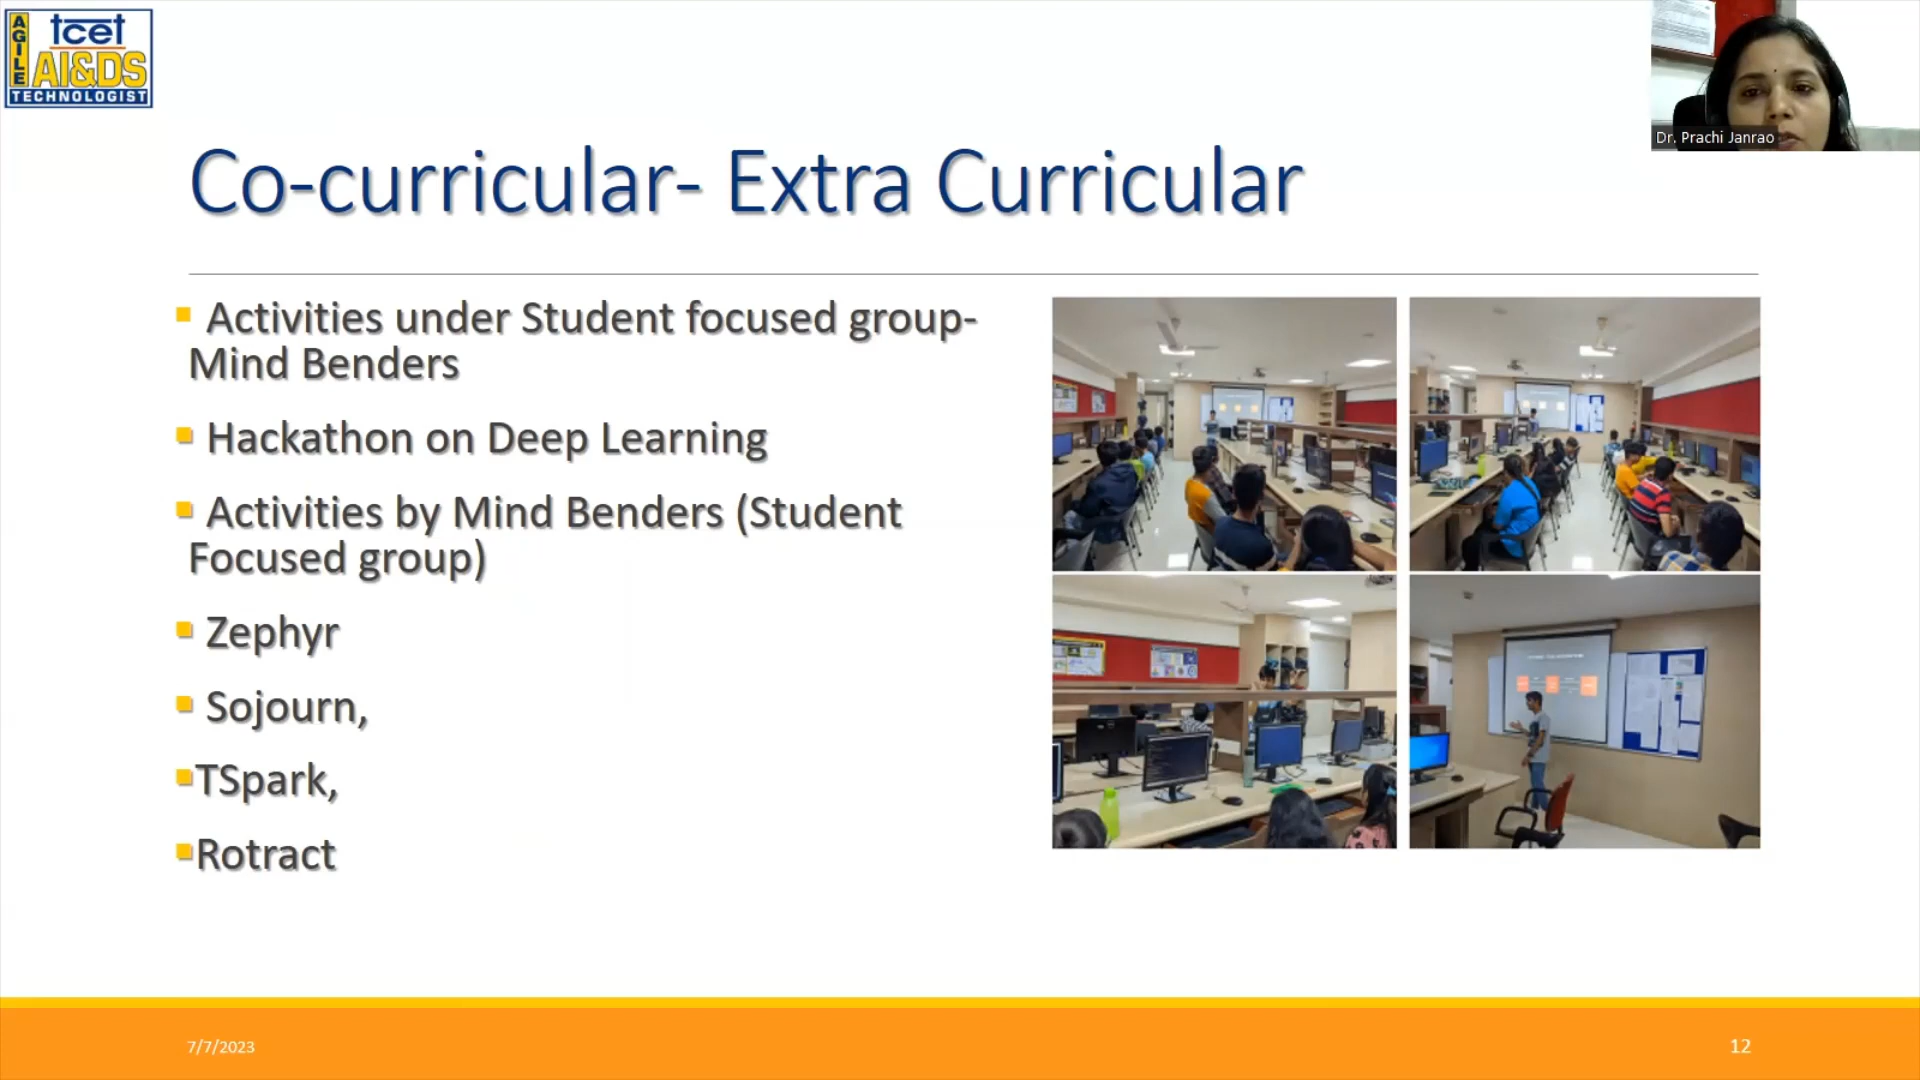 AGILE
tcet
AI&DS
TECHNOLOGIST
Dr. Prachi Janrao
Co-curricular- Extra Curricular
Activities under Student focused group-
Mind Benders
Hackathon on Deep Learning
Activities by Mind Benders (Student
Focused group)
Zephyr
Sojourn,
TSpark,
Rotract
7/7/2023
12